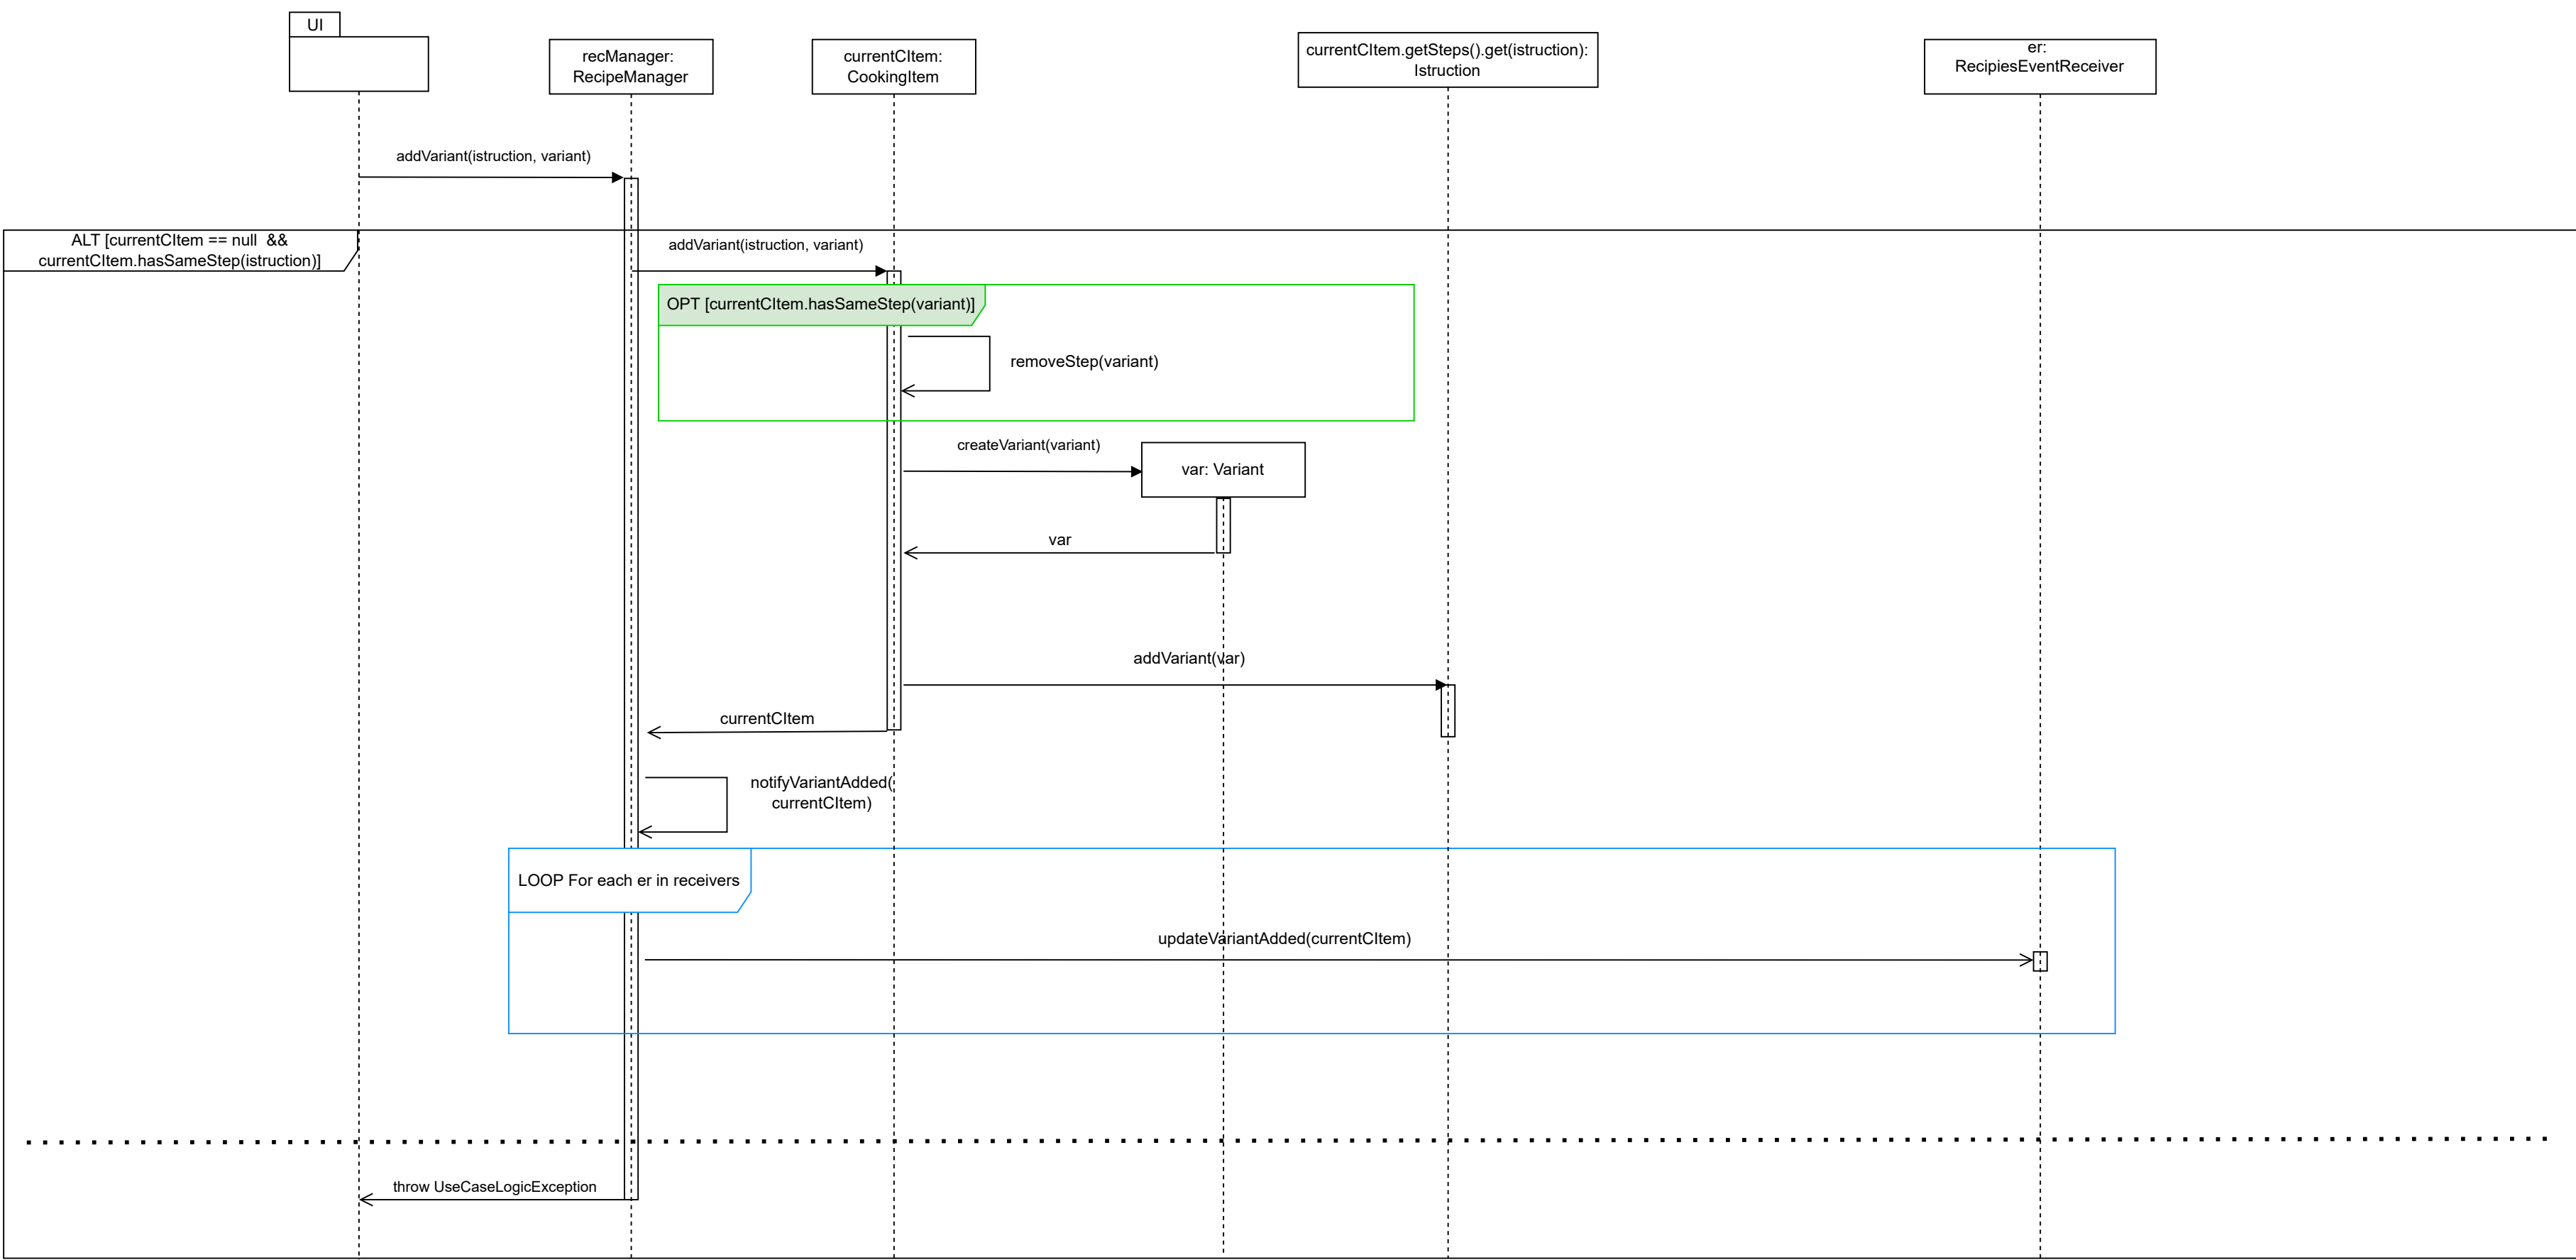 UI
recManager:
RecipeManager
currentCItem:
CookingItem
currentCItem.getSteps().get(istruction):
Istruction
er:
RecipiesEventReceiver
addVariant(istruction, variant)
ALT [currentCItem == null  &&
currentCItem.hasSameStep(istruction)]
addVariant(istruction, variant)
OPT [currentCItem.hasSameStep(variant)]
removeStep(variant)
createVariant(variant)
var: Variant
var
addVariant(var)
currentCItem
notifyVariantAdded(
currentCItem)
LOOP For each er in receivers
updateVariantAdded(currentCItem)
throw UseCaseLogicException